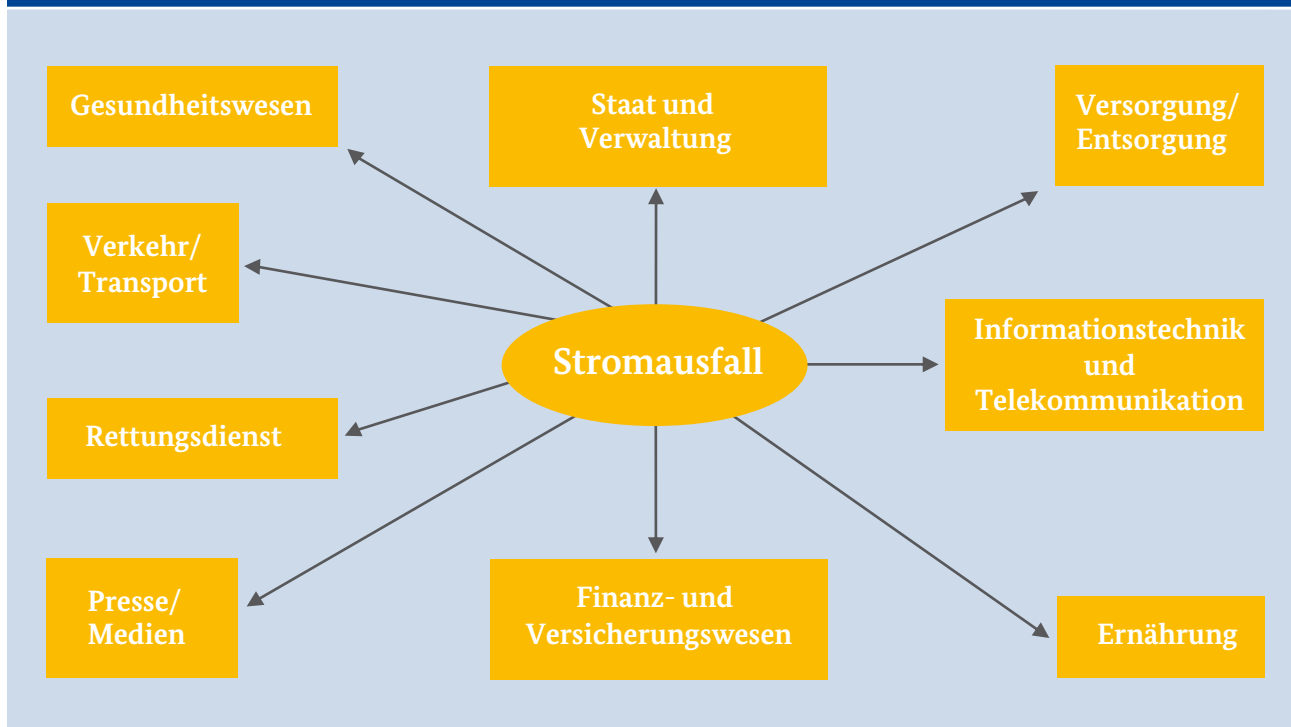 Gesundheitswesen
Staat und
Verwaltung
Versorgung/
Entsorgung
Verkehr/
Transport
Informationstechnik
und
Telekommunikation
Stromausfall
Rettungsdienst
Presse/
Medien
Finanz- und
Versicherungswesen
Ernährung